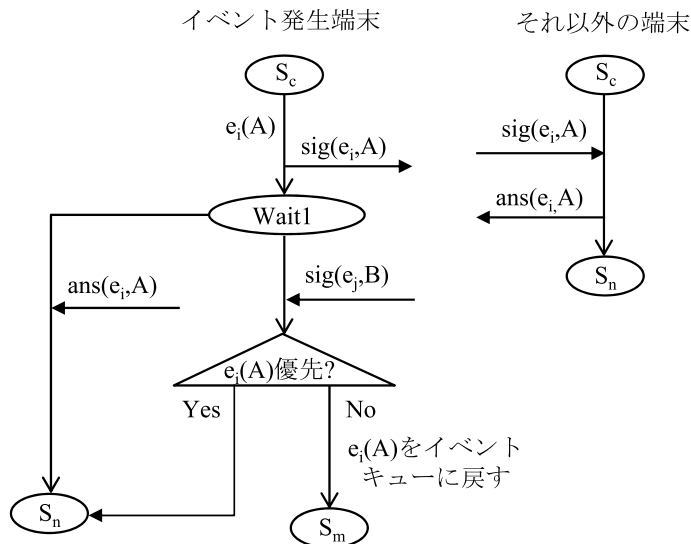 イベント発生端末
それ以外の端末
Sc
Sc
ei(A)
sig(ei,A)
sig(ei,A)
Wait1
ans(ei,A)
Sn
ans(ei,A)
sig(ej,B)
ei(A)優先?
Yes
No
ei(A)をイベント
キューに戻す
Sn
Sm